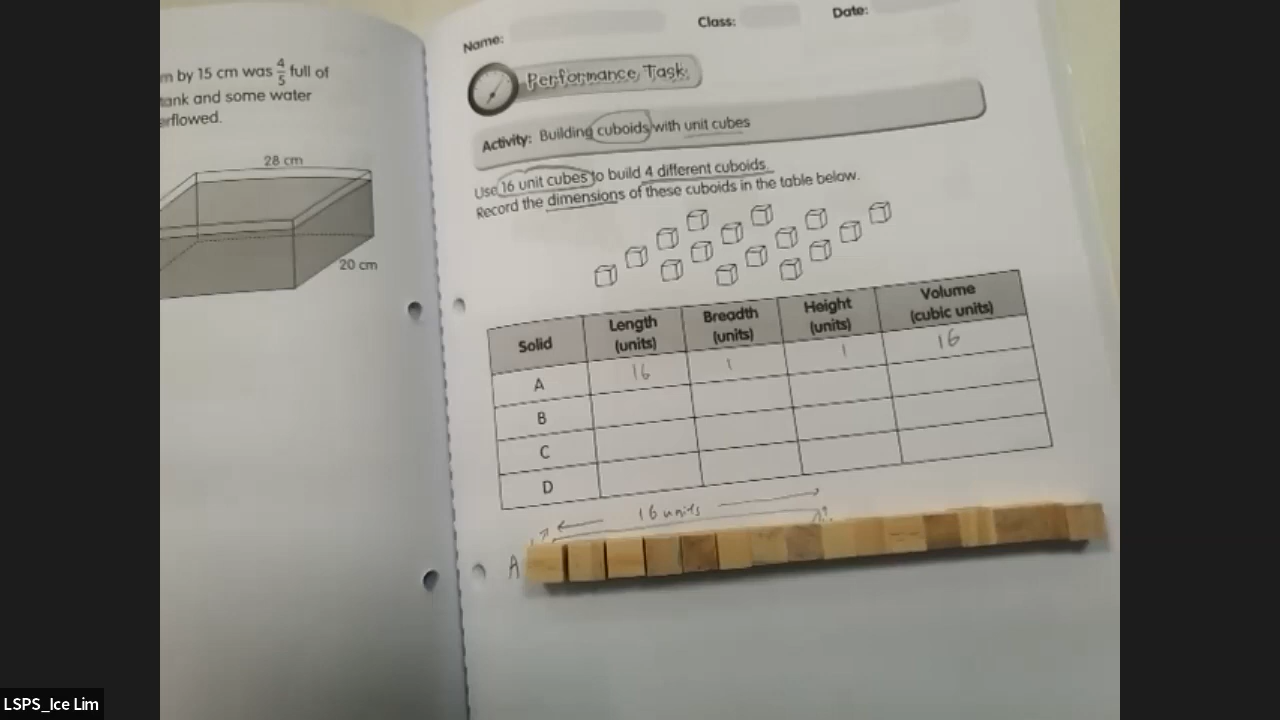 m by 15 cm was 4/5 full of
tank and some water
erflowed.
28 cm
20 cm
Name:
Class:
Date:
Performance Task
Activity: Building cuboids with unit cubes
Use 16 unit cubes to build 4 different cuboids.
Record the dimensions of these cuboids in the table below.
Solid Length (units) Breadth (units) Height (units) Volume (cubic units)
A 16 1 1 16
B
C
D
16 units
A
LSPS_Ice Lim